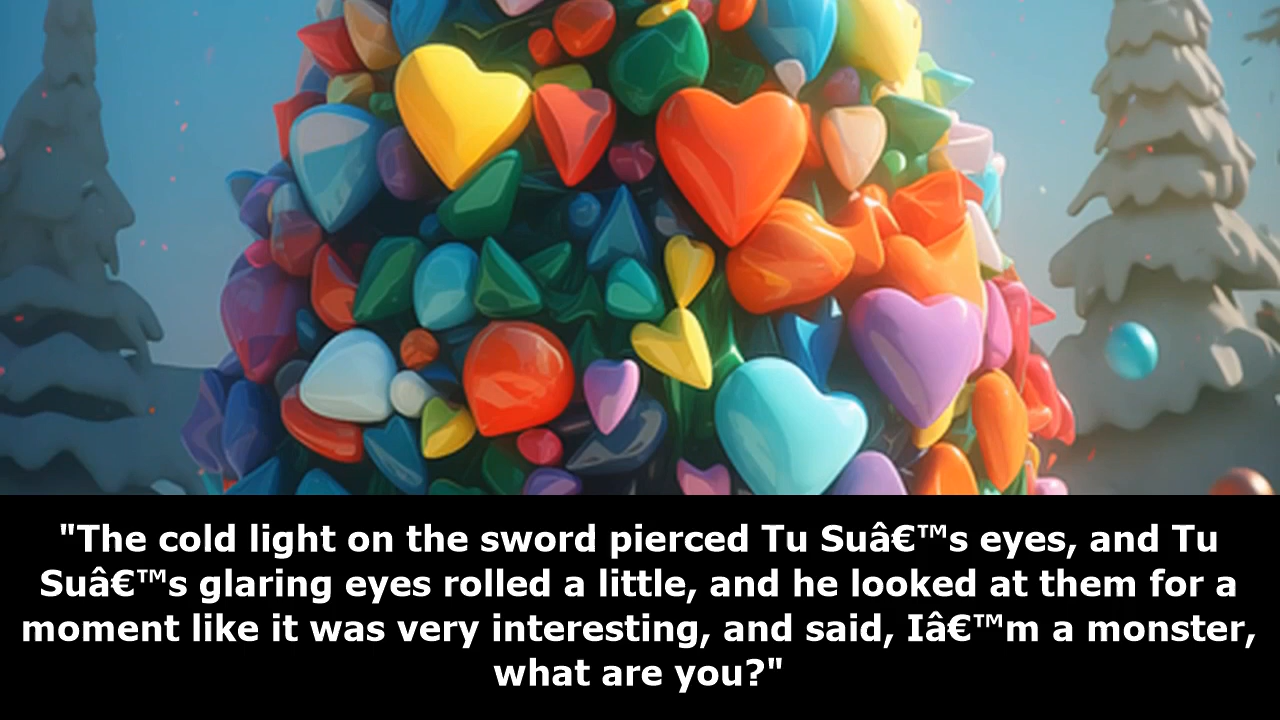 "The cold light on the sword pierced Tu Suâ€™s eyes, and Tu
Suâ€™s glaring eyes rolled a little, and he looked at them for a
moment like it was very interesting, and said, Iâ€™m a monster,
what are you?"